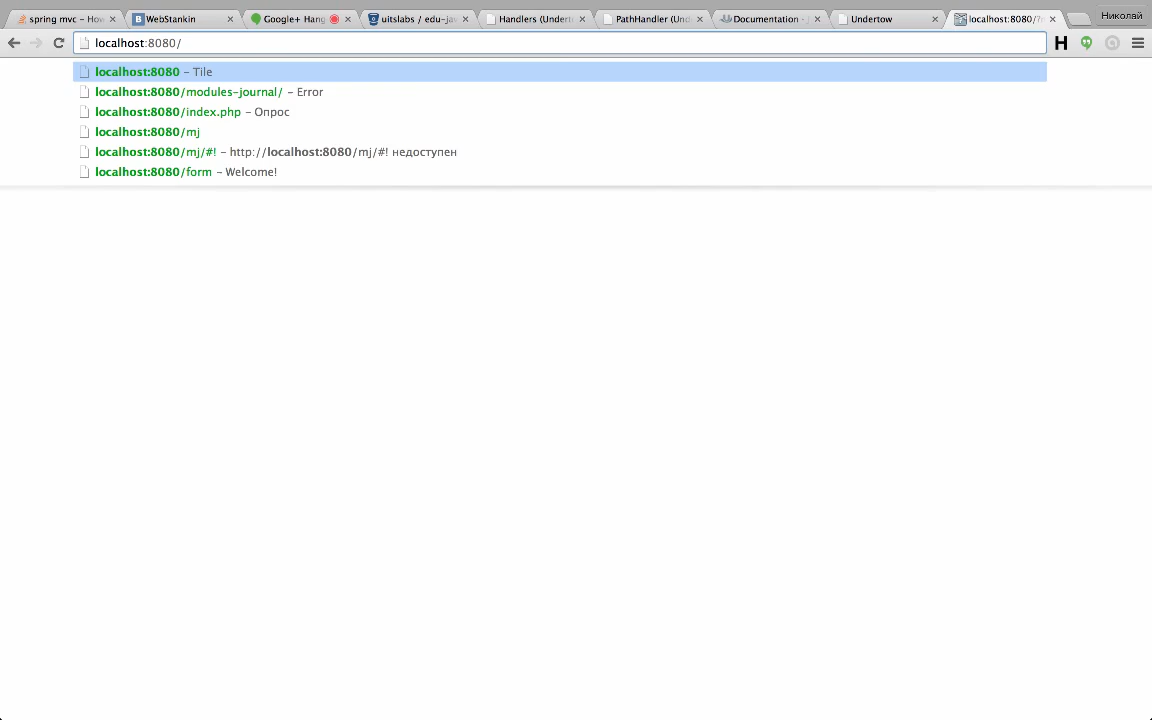 spring mvc – How
WebStankin
Google+ Hang
uitslabs / edu-ja
Handlers (Undert
PathHandler (Und
Documentation - J
Undertow
localhost:8080/?n
Николай
localhost:8080/
H
localhost:8080 – Tile
localhost:8080/modules-journal/ – Error
localhost:8080/index.php – Опрос
localhost:8080/mj
localhost:8080/mj/#! – http://localhost:8080/mj/#! недоступен
localhost:8080/form – Welcome!